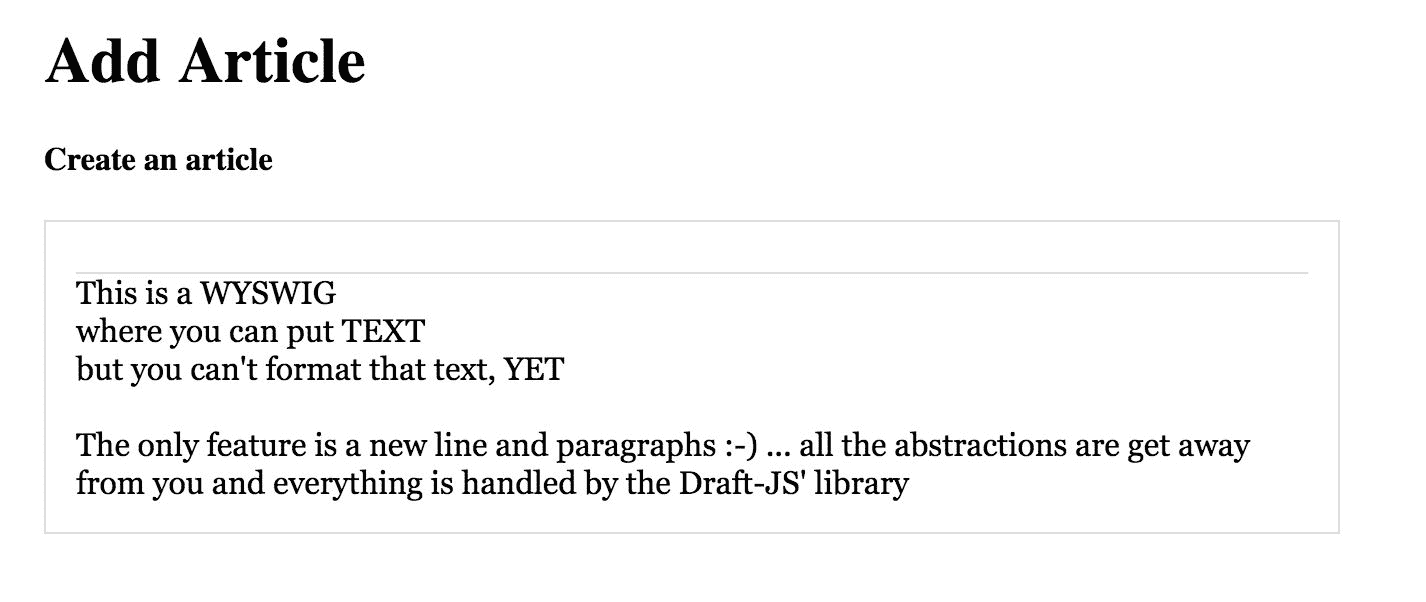 Add Article
Create an article
This is a WYSWIG
where you can put TEXT
but you can't format that text, YET
The only feature is a new line and paragraphs :-) ... all the abstractions are get away
from you and everything is handled by the Draft-JS' library